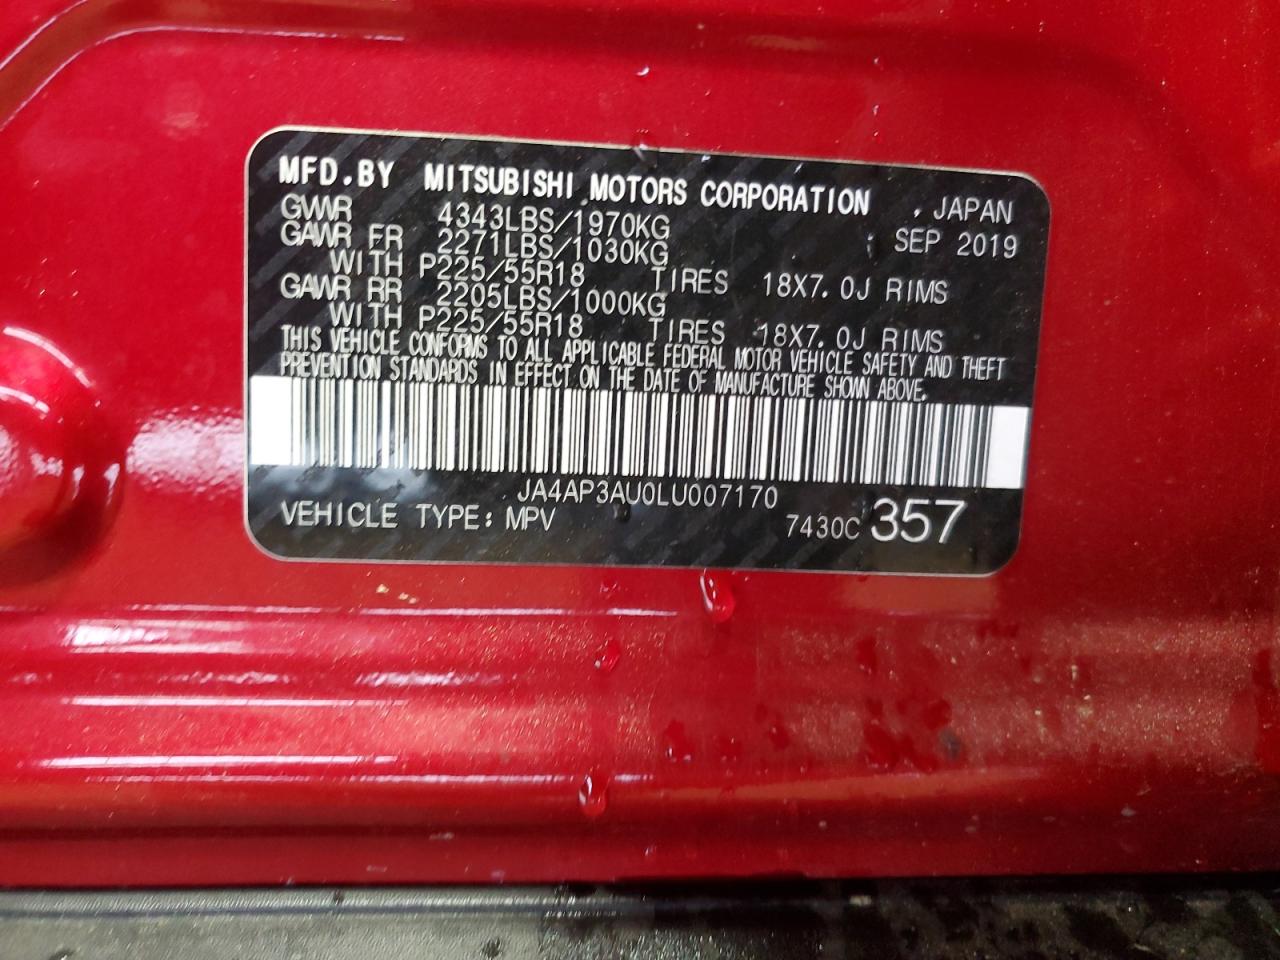 MFD.BY MITSUBISHI MOTORS CORPORATION , JAPAN
GVWR 4343LBS/1970KG SEP 2019
GAWR FR 2271LBS/1030KG
WITH P225/55R18 TIRES 18X7.0J RIMS
GAWR RR 2205LBS/1000KG
WITH P225/55R18 TIRES 18X7.0J RIMS
THIS VEHICLE CONFORMS TO ALL APPLICABLE FEDERAL MOTOR VEHICLE SAFETY AND THEFT
PREVENTION STANDARDS IN EFFECT ON THE DATE OF MANUFACTURE SHOWN ABOVE.
JA4AP3AU0LU007170
VEHICLE TYPE: MPV 7430C 357